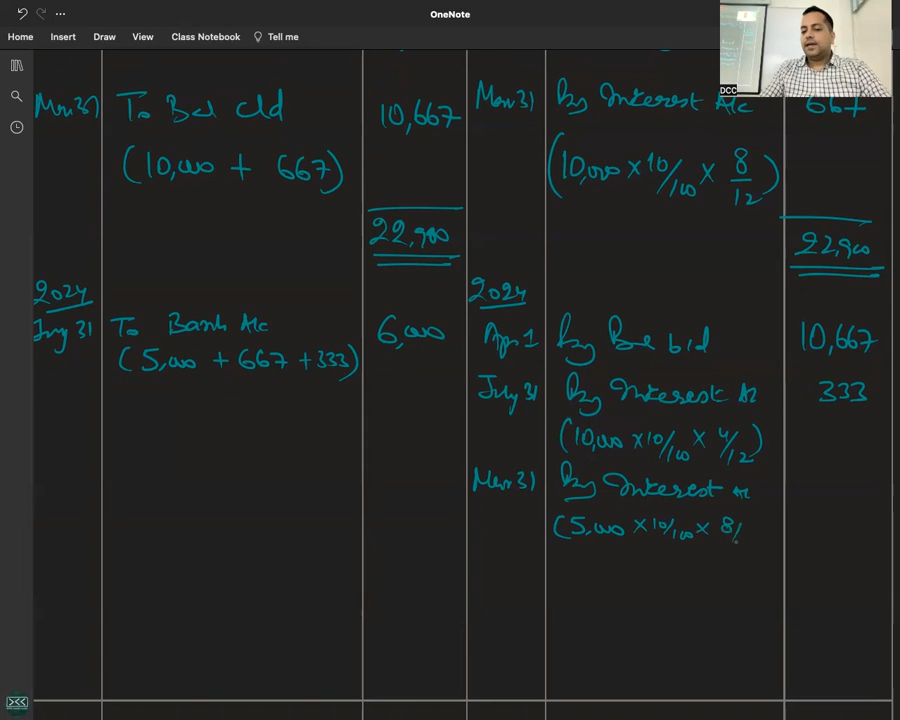 OneNote
Home Insert Draw View Class Notebook Tell me
DCC
Mar 31 To Bal c/d 10,667
(10,000 + 667)
22,900
2024
July 31 To Bank A/c 6,000
(5,000 + 667 + 333)
Mar 31 By Interest A/c 667
(10,000 × 10/100 × 8/12)
22,900
2024
Apr 1 By Bal b/d 10,667
July 31 By Interest A/c 333
(10,000 × 10/100 × 4/12)
Mar 31 By Interest A/c
(5,000 × 10/100 × 8/